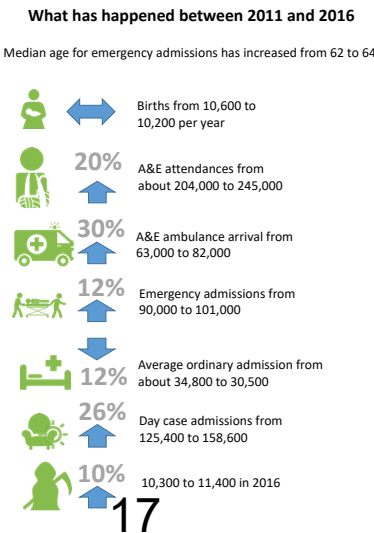 What has happened between 2011 and 2016
Median age for emergency admissions has increased from 62 to 64
Births from 10,600 to
10,200 per year
20%
A&E attendances from
about 204,000 to 245,000
30%
A&E ambulance arrival from
63,000 to 82,000
12%
Emergency admissions from
90,000 to 101,000
12%
Average ordinary admission from
about 34,800 to 30,500
26%
Day case admissions from
125,400 to 158,600
10%
10,300 to 11,400 in 2016
17